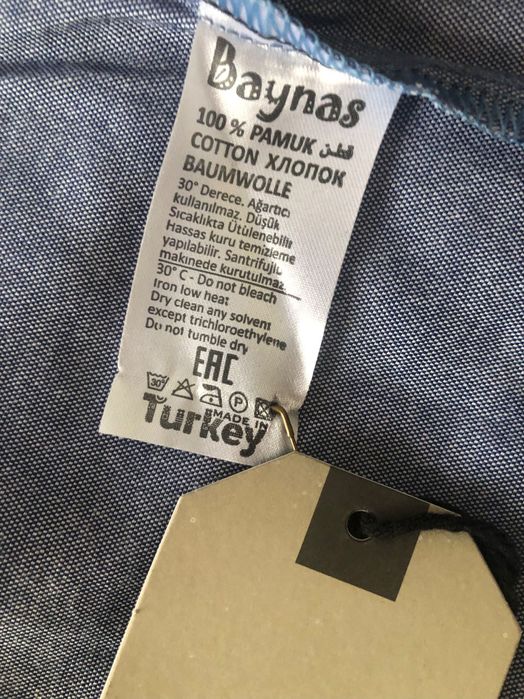 Baynas
100 % PAMUK قطن
COTTON ХЛОПОК
BAUMWOLLE
30° Derece. Ağartıcı
kullanılmaz. Düşük
Sıcaklıkta Ütülenebilir
Hassas kuru temizleme
yapılabilir. Santrifujlu
makinede kurutulmaz.
30° C - Do not bleach
Iron low heat
Dry clean any solvent
except trichloroethylene
Do not tumble dry
EAC
30° P
MADE IN
Turkey